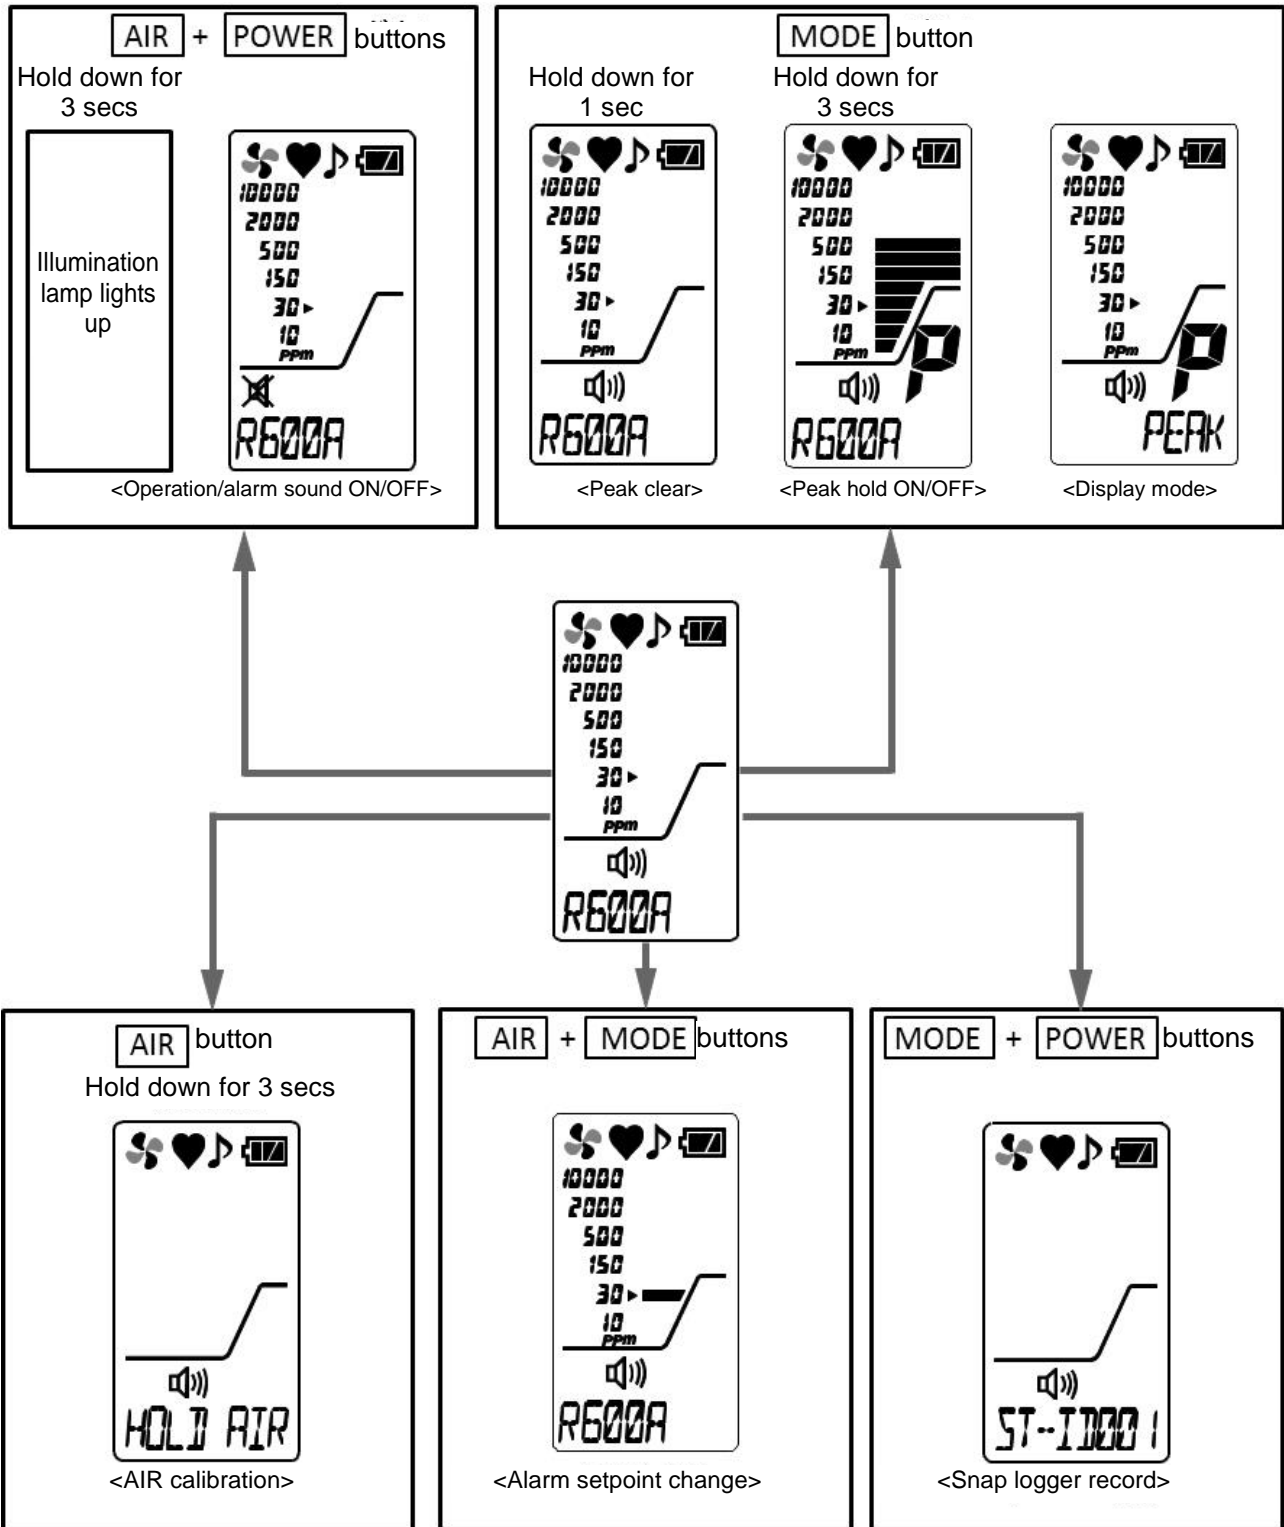 AIR + POWER buttons
Hold down for
3 secs
Illumination
lamp lights
up
10000
2000
500
150
30
10
PPm
R600A
<Operation/alarm sound ON/OFF>
MODE button
Hold down for
1 sec
10000
2000
500
150
30
10
PPm
R600A
<Peak clear>
Hold down for
3 secs
10000
2000
500
150
30
10
PPm
P
R600A
<Peak hold ON/OFF>
10000
2000
500
150
30
10
PPm
P
PEAK
<Display mode>
10000
2000
500
150
30
10
PPm
R600A
AIR button
Hold down for 3 secs
HOLD AIR
<AIR calibration>
AIR + MODE buttons
10000
2000
500
150
30
10
PPm
R600A
<Alarm setpoint change>
MODE + POWER buttons
ST--ID001
<Snap logger record>